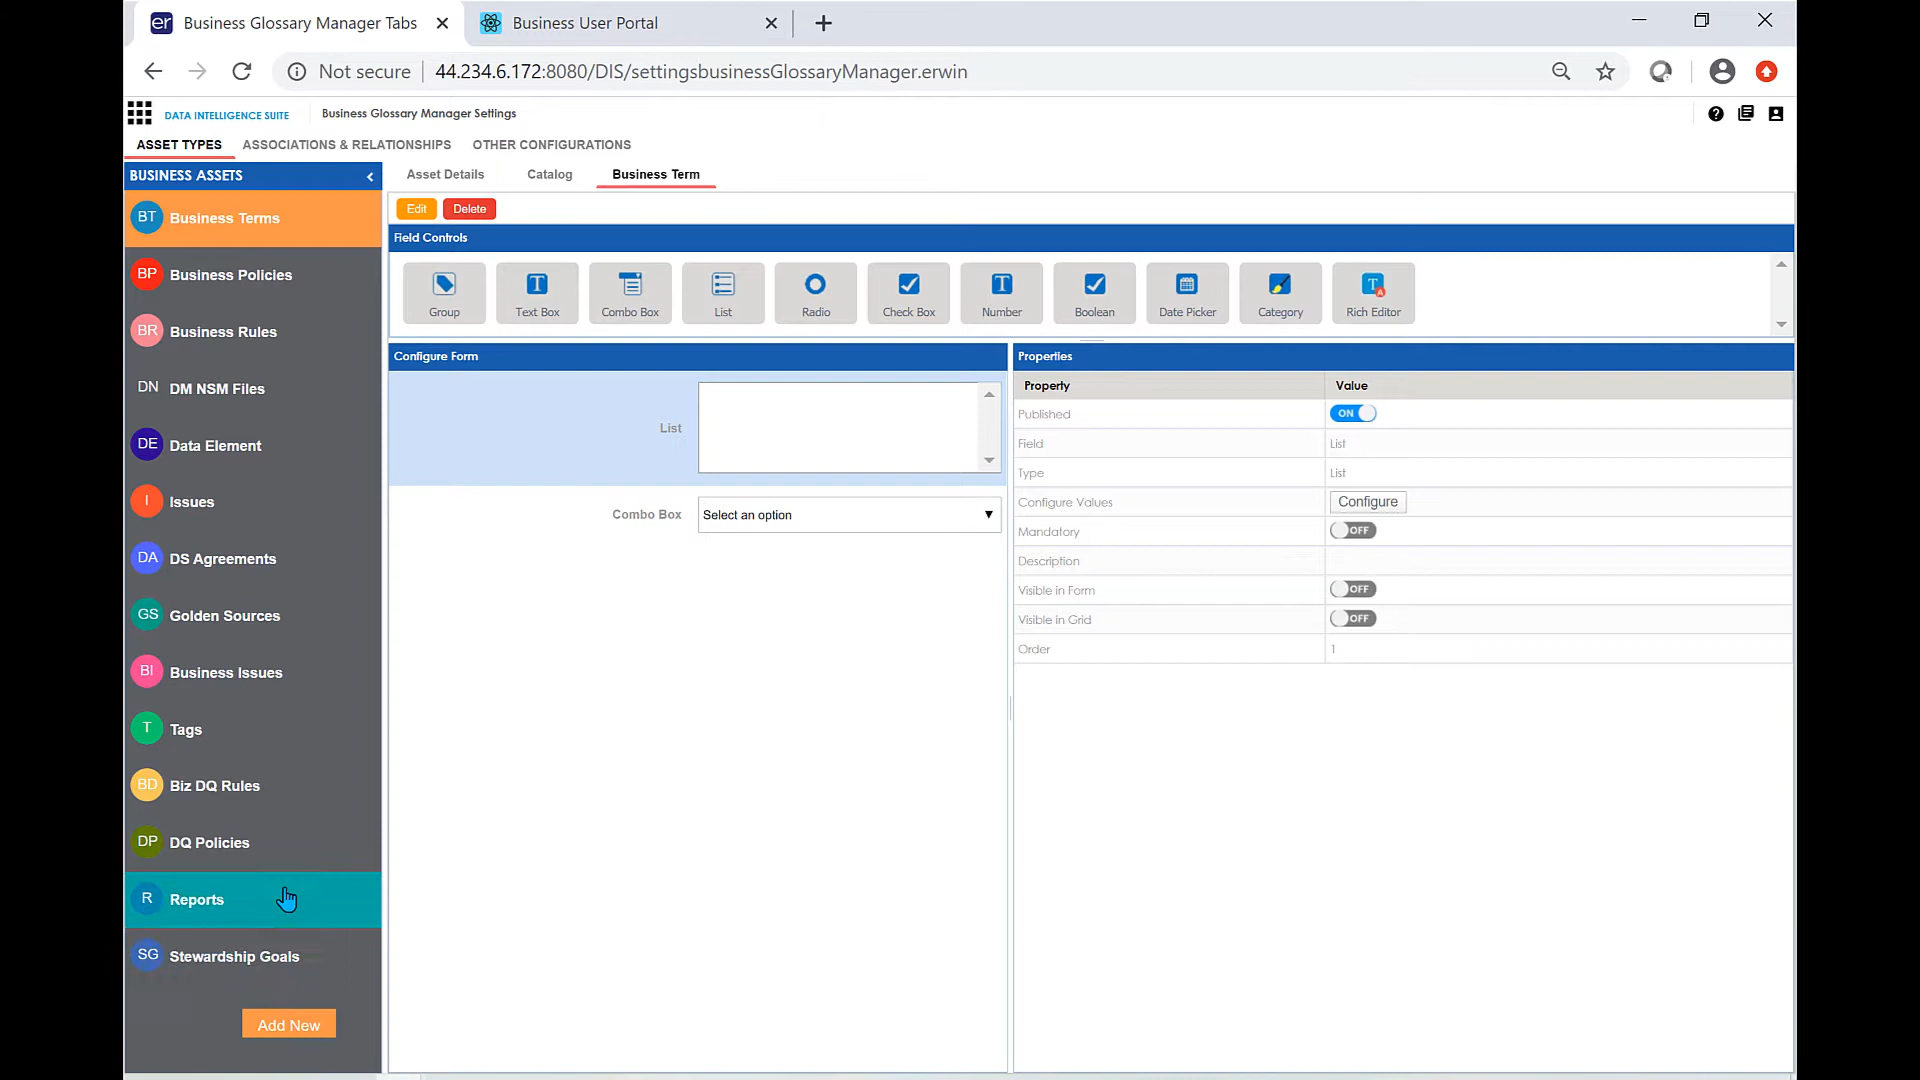 er Business Glossary Manager Tabs
Business User Portal
Not secure 44.234.6.172:8080/DIS/settingsbusinessGlossaryManager.erwin
DATA INTELLIGENCE SUITE Business Glossary Manager Settings
ASSET TYPES ASSOCIATIONS & RELATIONSHIPS OTHER CONFIGURATIONS
BUSINESS ASSETS
BT Business Terms
BP Business Policies
BR Business Rules
DN DM NSM Files
DE Data Element
I Issues
DA DS Agreements
GS Golden Sources
BI Business Issues
T Tags
BD Biz DQ Rules
DP DQ Policies
R Reports
SG Stewardship Goals
Add New
Asset Details Catalog Business Term
Edit Delete
Field Controls
Group Text Box Combo Box List Radio Check Box Number Boolean Date Picker Category Rich Editor
Configure Form
List
Combo Box Select an option
Properties
Property Value
Published ON
Field List
Type List
Configure Values Configure
Mandatory OFF
Description
Visible in Form OFF
Visible in Grid OFF
Order 1